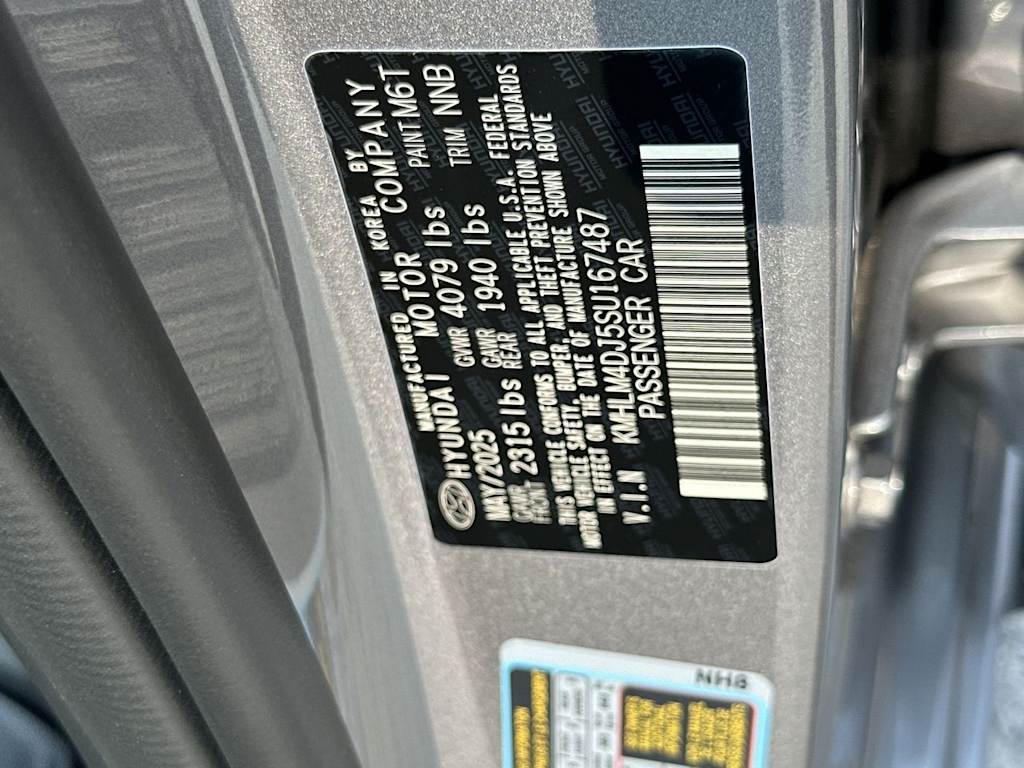 MANUFACTURED IN KOREA BY
HYUNDAI MOTOR COMPANY
MAY/2025 GVWR 4079 lbs PAINT M6T
GAWR-FRONT 2315 lbs GAWR REAR 1940 lbs TRIM NNB
THIS VEHICLE CONFORMS TO ALL APPLICABLE U.S.A. FEDERAL
MOTOR VEHICLE SAFETY, BUMPER, AND THEFT PREVENTION STANDARDS
IN EFFECT ON THE DATE OF MANUFACTURE SHOWN ABOVE
V.I.N KMHLM4DJ5SU167487
PASSENGER CAR
NH8